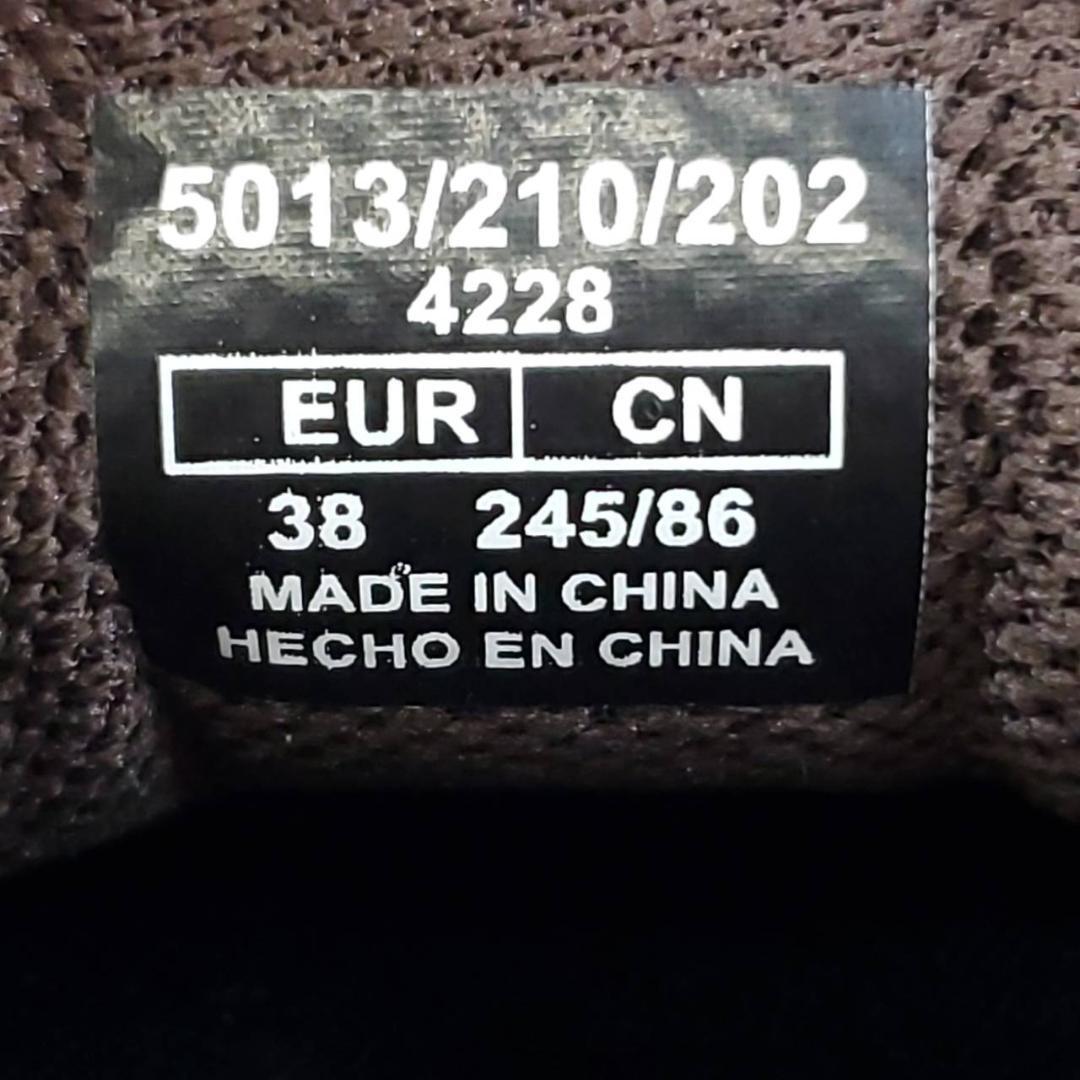 5013/210/202
4228
EUR CN
38 245/86
MADE IN CHINA
HECHO EN CHINA